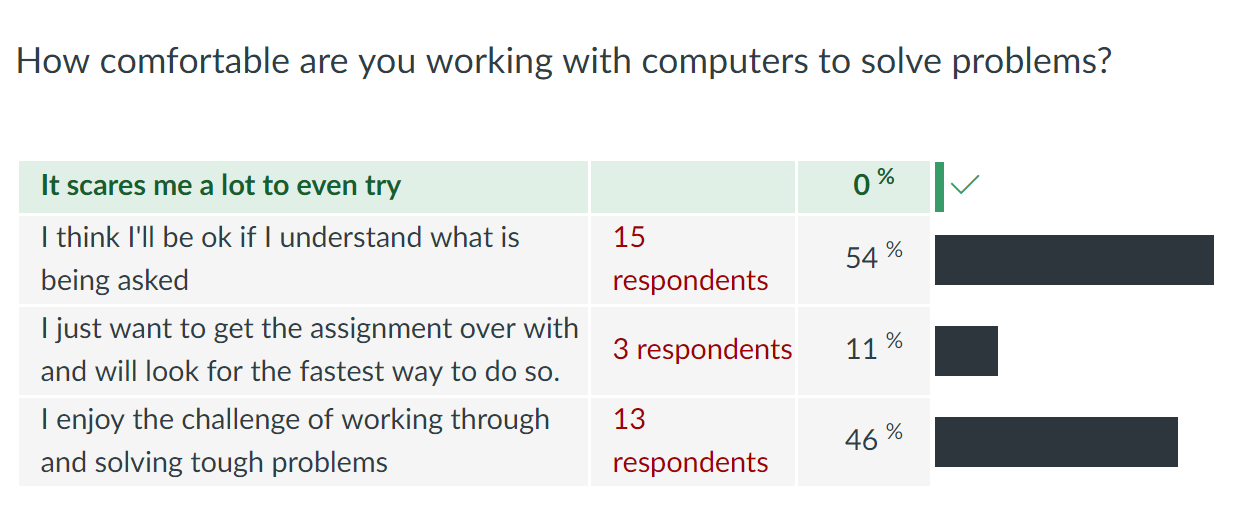 How comfortable are you working with computers to solve problems?
It scares me a lot to even try
0 %
I think I'll be ok if I understand what is
being asked
15
respondents
54 %
I just want to get the assignment over with
and will look for the fastest way to do so.
3 respondents
11 %
I enjoy the challenge of working through
and solving tough problems
13
respondents
46 %